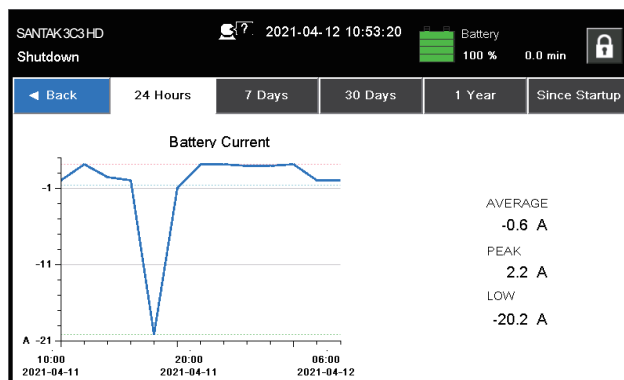 SANTAK 3C3 HD ? 2021-04-12 10:53:20 Battery
Shutdown 100 % 0.0 min
◄ Back 24 Hours 7 Days 30 Days 1 Year Since Startup
Battery Current
-1
-11
A -21
10:00 20:00 06:00
2021-04-11 2021-04-11 2021-04-12
AVERAGE
-0.6 A
PEAK
2.2 A
LOW
-20.2 A